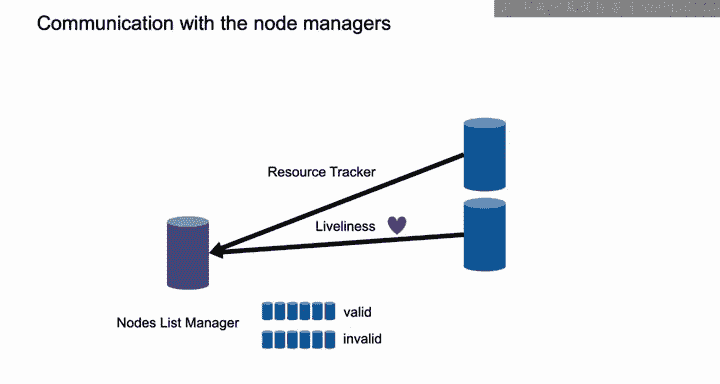 Communication with the node managers
Resource Tracker
Liveliness
Nodes List Manager
valid
invalid